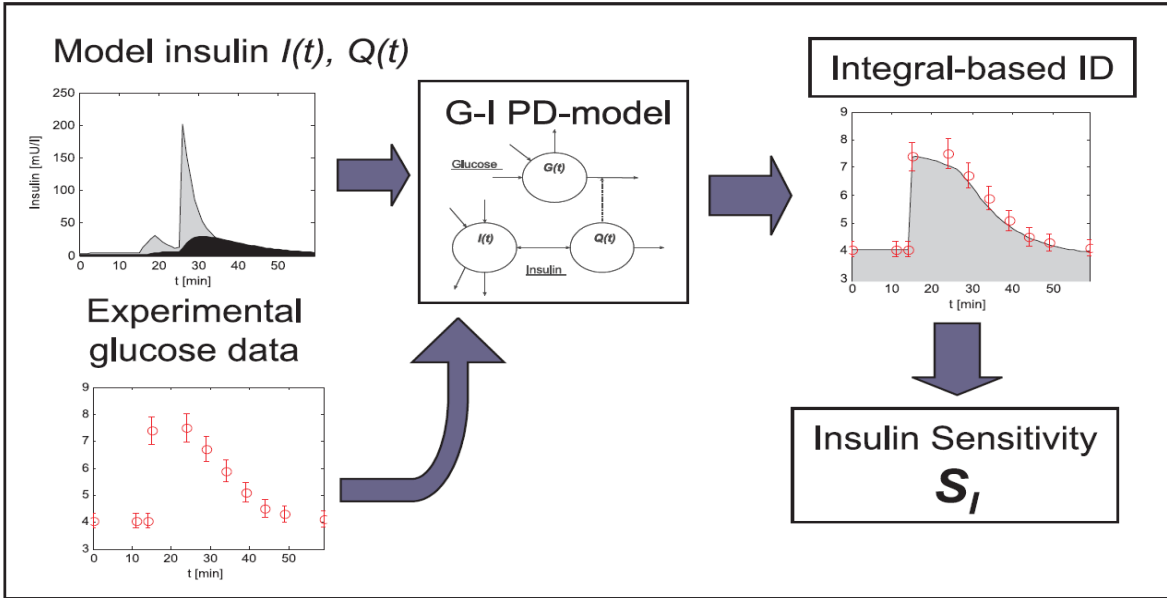 Model insulin I(t), Q(t)
250
200
150
100
50
0
Insulin [mU/l]
0 10 20 30 40 50
t [min]
Experimental
glucose data
9
8
7
6
5
4
3
0 10 20 30 40 50
t [min]
G-I PD-model
Glucose
G(t)
I(t)
Q(t)
Insulin
Integral-based ID
9
8
7
6
5
4
3
0 10 20 30 40 50
t [min]
Insulin Sensitivity
SI